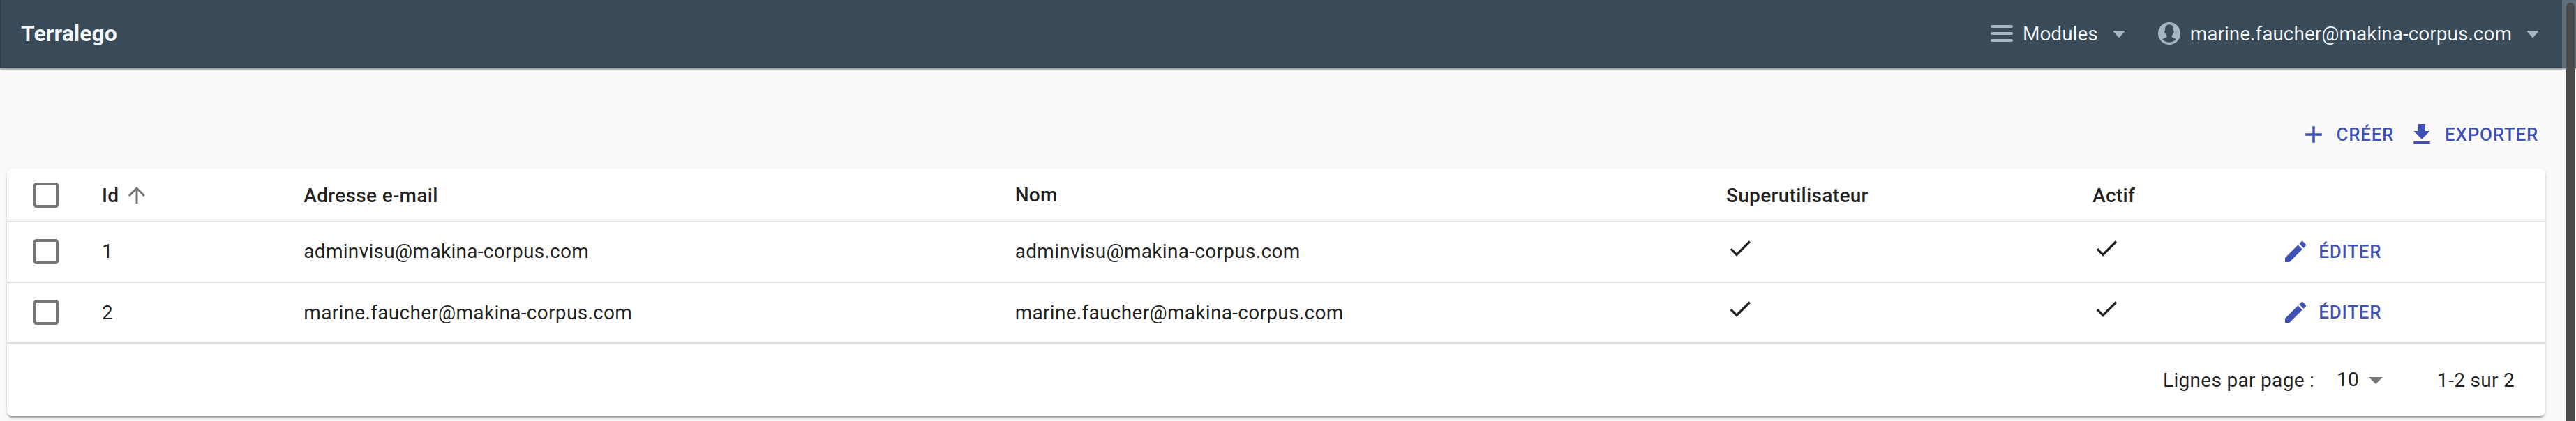 Terralego Modules marine.faucher@makina-corpus.com
CRÉER EXPORTER
Id Adresse e-mail Nom Superutilisateur Actif
1 adminvisu@makina-corpus.com adminvisu@makina-corpus.com ÉDITER
2 marine.faucher@makina-corpus.com marine.faucher@makina-corpus.com ÉDITER
Lignes par page : 10 1-2 sur 2